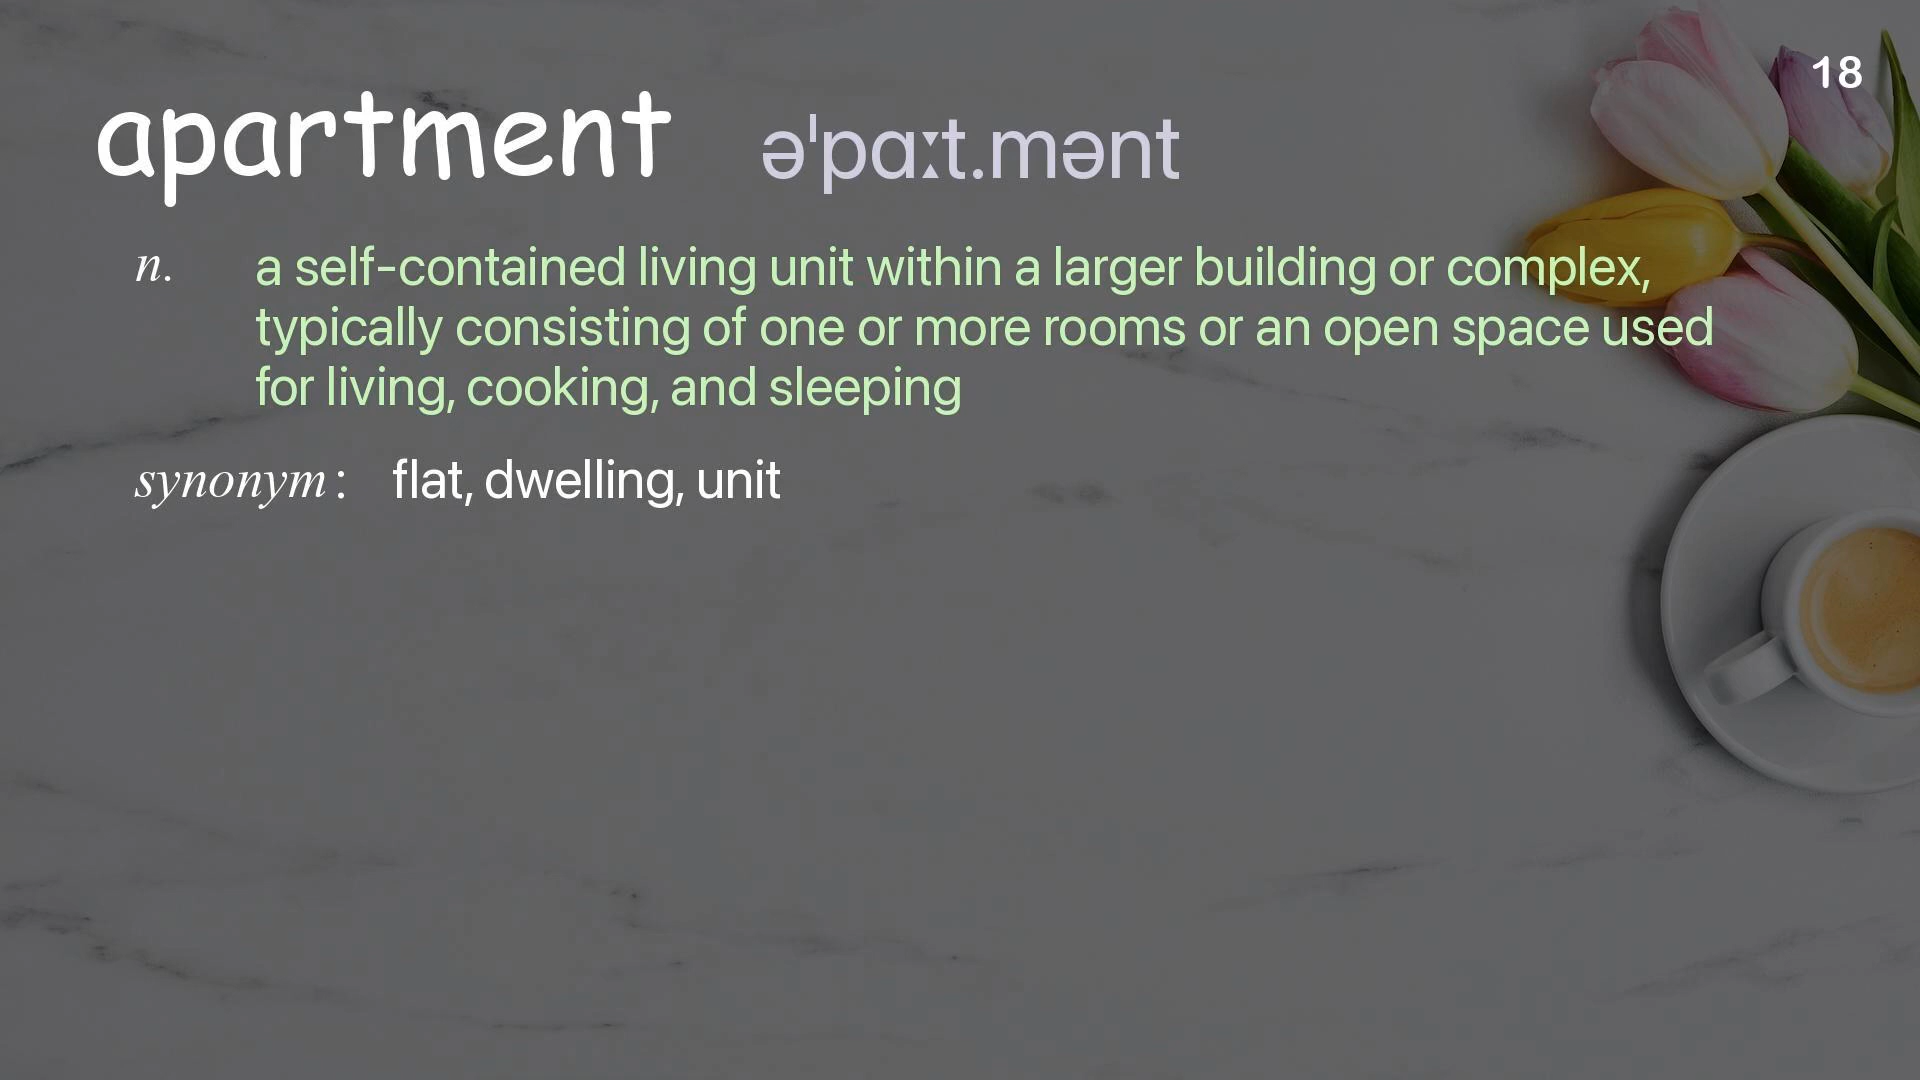 18
apartment əˈpɑːt.mənt
n. a self-contained living unit within a larger building or complex,
typically consisting of one or more rooms or an open space used
for living, cooking, and sleeping
synonym : flat, dwelling, unit